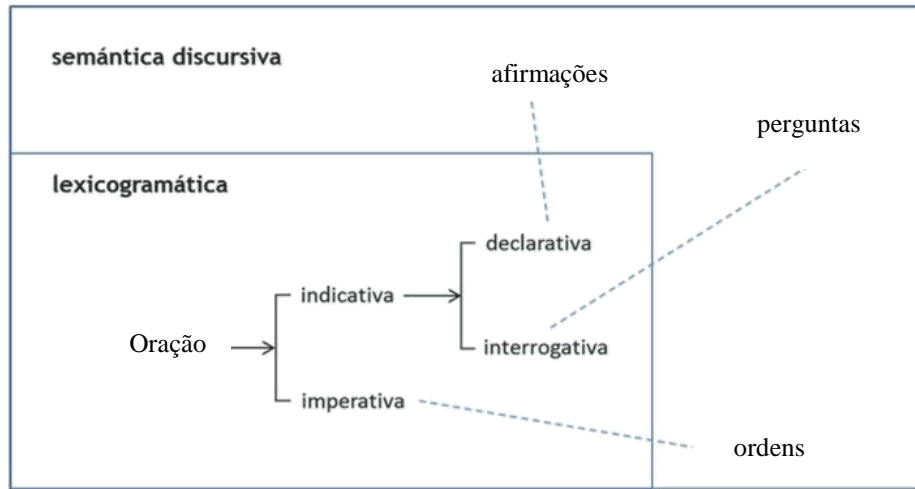 semántica discursiva
afirmações
perguntas
lexicogramática
declarativa
indicativa
Oração
interrogativa
imperativa
ordens